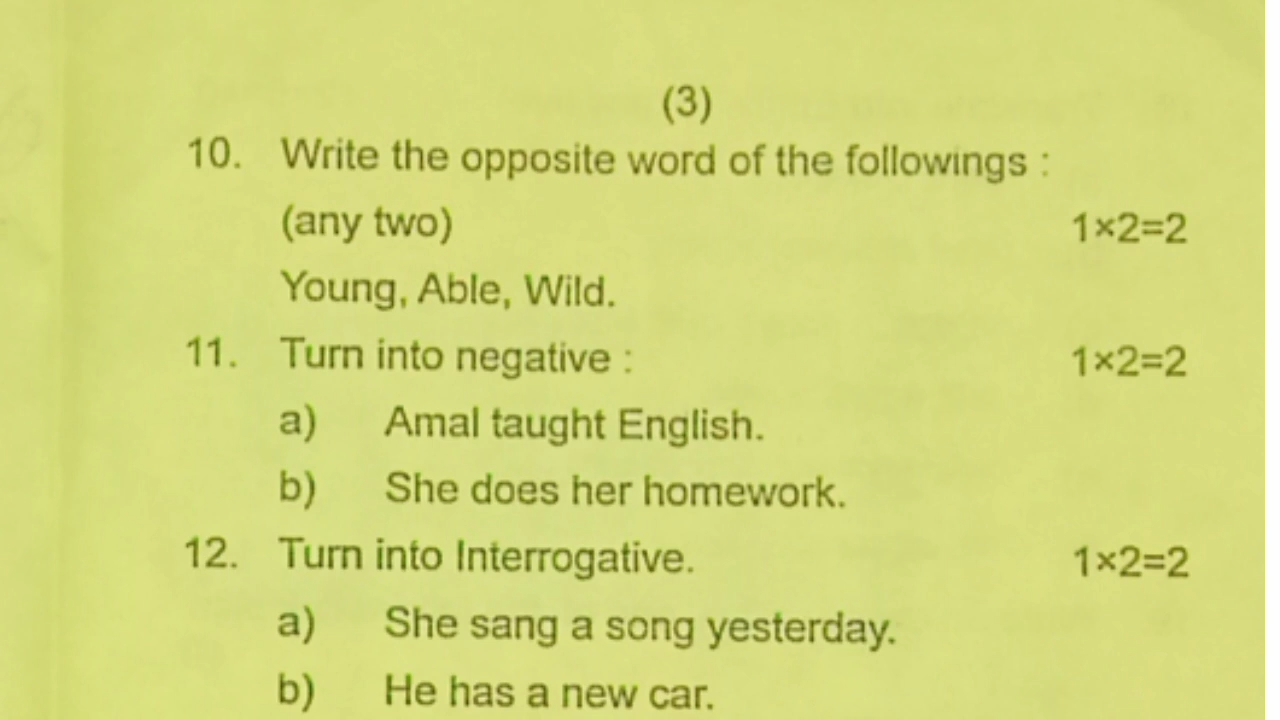 (3)
10. Write the opposite word of the followings :
(any two) 1×2=2
Young, Able, Wild.
11. Turn into negative : 1×2=2
a) Amal taught English.
b) She does her homework.
12. Turn into Interrogative. 1×2=2
a) She sang a song yesterday.
b) He has a new car.